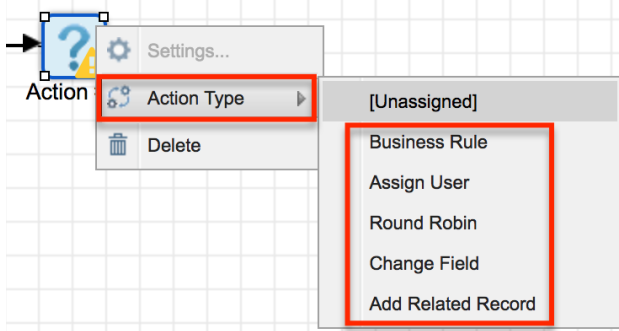 Settings...
Action
Action Type
Delete
[Unassigned]
Business Rule
Assign User
Round Robin
Change Field
Add Related Record